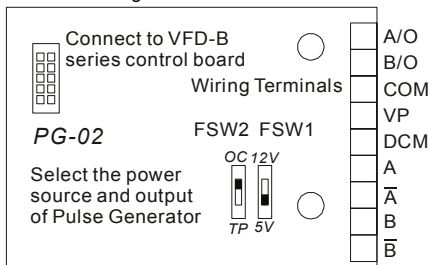 Connect to VFD-B
series control board
Wiring Terminals
PG-02
FSW2 FSW1
OC 12V
TP 5V
Select the power
source and output
of Pulse Generator
A/O
B/O
COM
VP
DCM
A
A̅
B
B̅